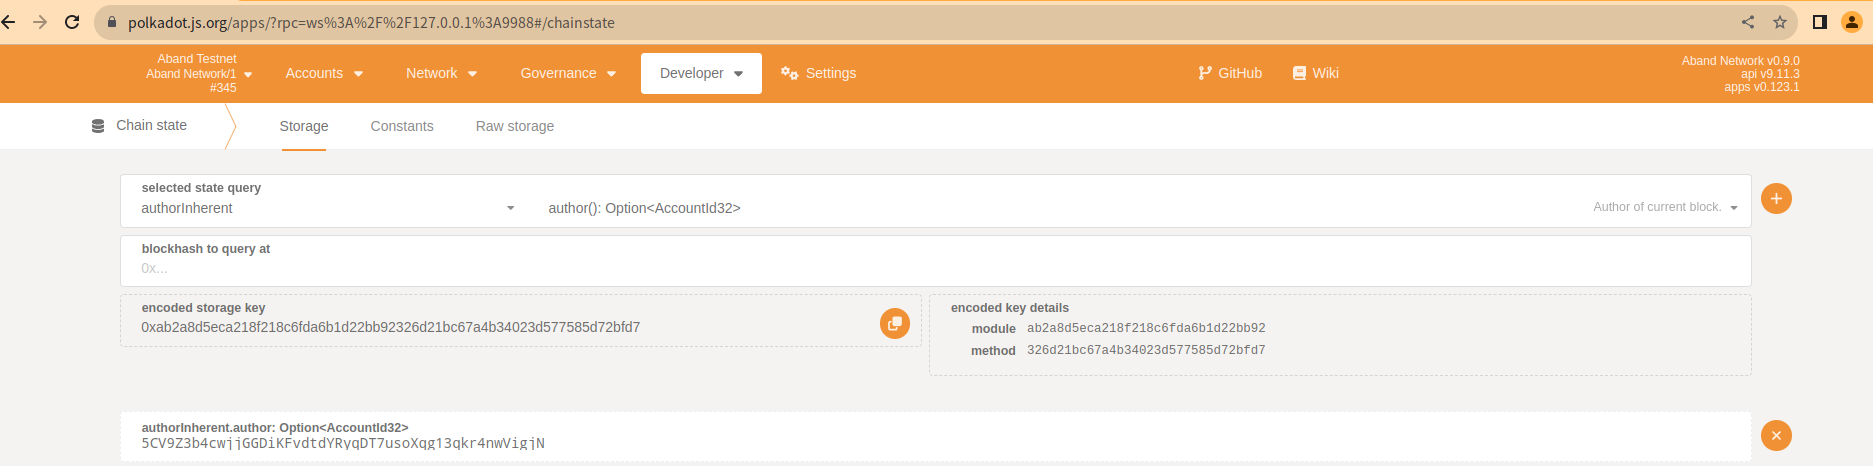 polkadot.js.org/apps/?rpc=ws%3A%2F%2F127.0.0.1%3A9988#/chainstate
Aband Testnet
Aband Network/1
#345
Accounts
Network
Governance
Developer
Settings
GitHub
Wiki
Aband Network v0.9.0
api v9.11.3
apps v0.123.1
Chain state
Storage
Constants
Raw storage
selected state query
authorInherent
author(): Option<AccountId32>
Author of current block.
blockhash to query at
0x...
encoded storage key
0xab2a8d5eca218f218c6fda6b1d22bb92326d21bc67a4b34023d577585d72bfd7
encoded key details
module ab2a8d5eca218f218c6fda6b1d22bb92
method 326d21bc67a4b34023d577585d72bfd7
authorInherent.author: Option<AccountId32>
5CV9Z3b4cwjjGGDiKFvdtdYRyqDT7usoXqg13qkr4nwVigjN